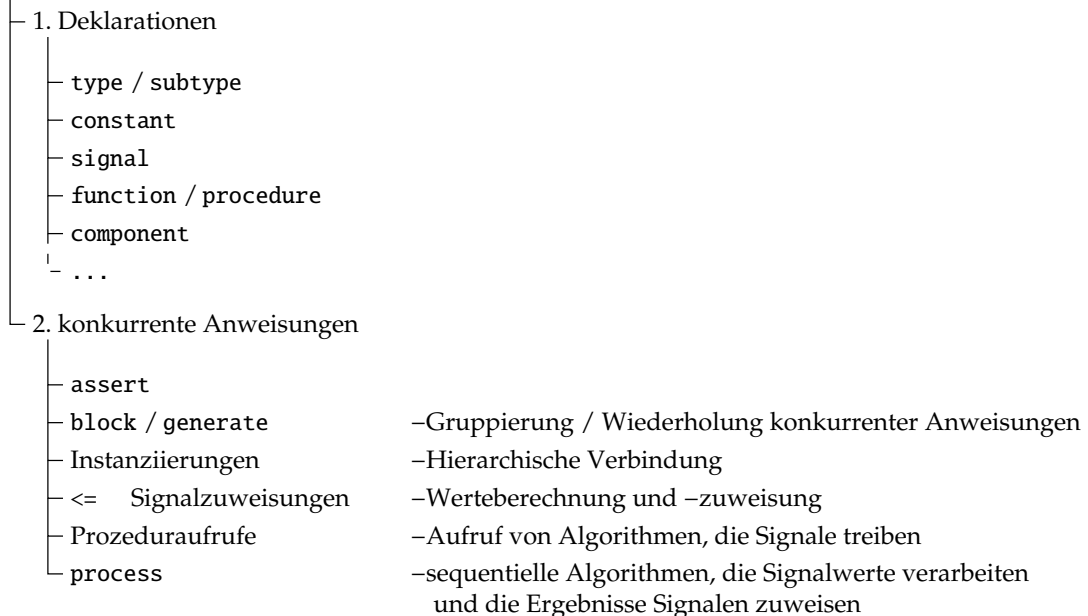 1. Deklarationen
type / subtype
constant
signal
function / procedure
component
...
2. konkurrente Anweisungen
assert
block / generate –Gruppierung / Wiederholung konkurrenter Anweisungen
Instanziierungen –Hierarchische Verbindung
<= Signalzuweisungen –Werteberechnung und –zuweisung
Prozeduraufrufe –Aufruf von Algorithmen, die Signale treiben
process –sequentielle Algorithmen, die Signalwerte verarbeiten
und die Ergebnisse Signalen zuweisen